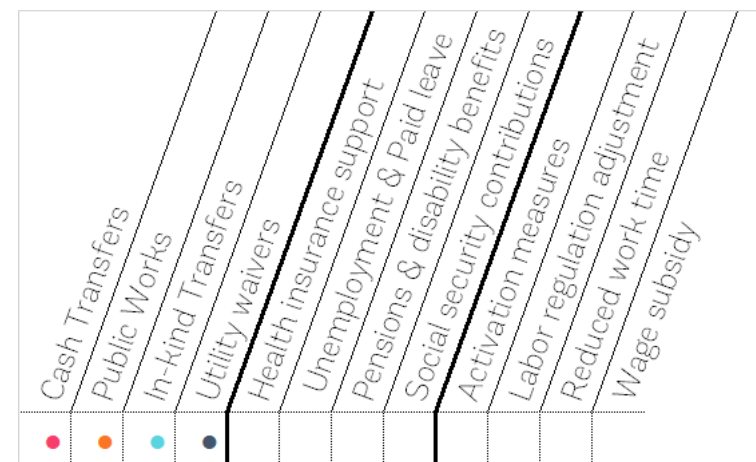 Cash Transfers
Public Works
In-kind Transfers
Utility waivers
Health insurance support
Unemployment & Paid leave
Pensions & disability benefits
Social security contributions
Activation measures
Labor regulation adjustment
Reduced work time
Wage subsidy